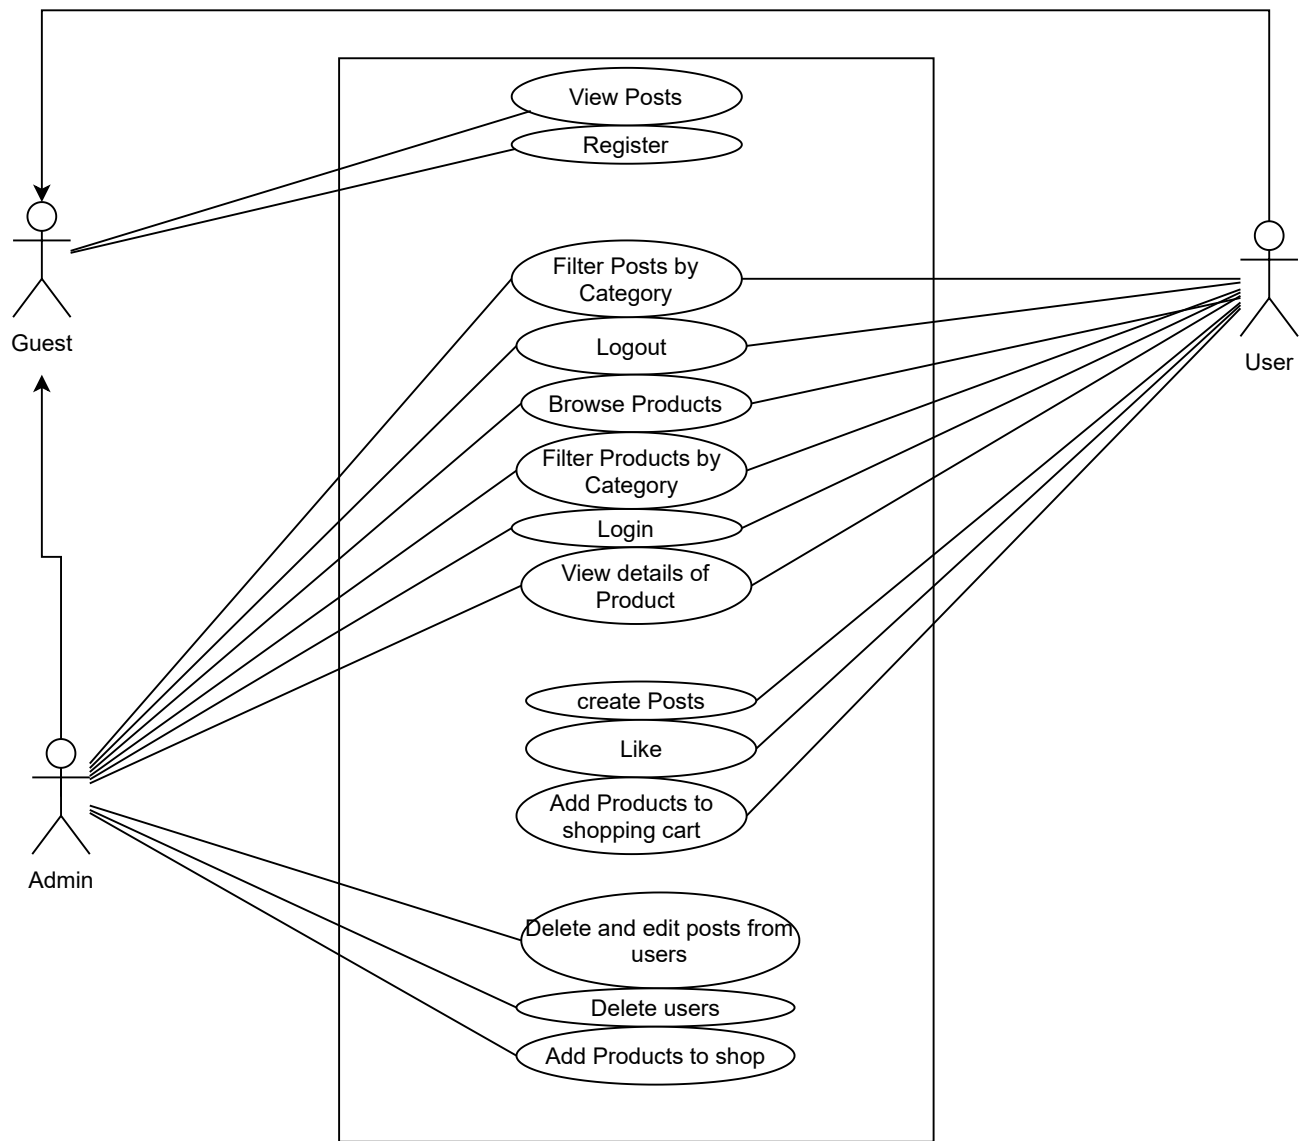 View Posts
Register
Filter Posts by
Category
Logout
Browse Products
Filter Products by
Category
Login
View details of
Product
create Posts
Like
Add Products to
shopping cart
Delete and edit posts from
users
Delete users
Add Products to shop
Guest
User
Admin